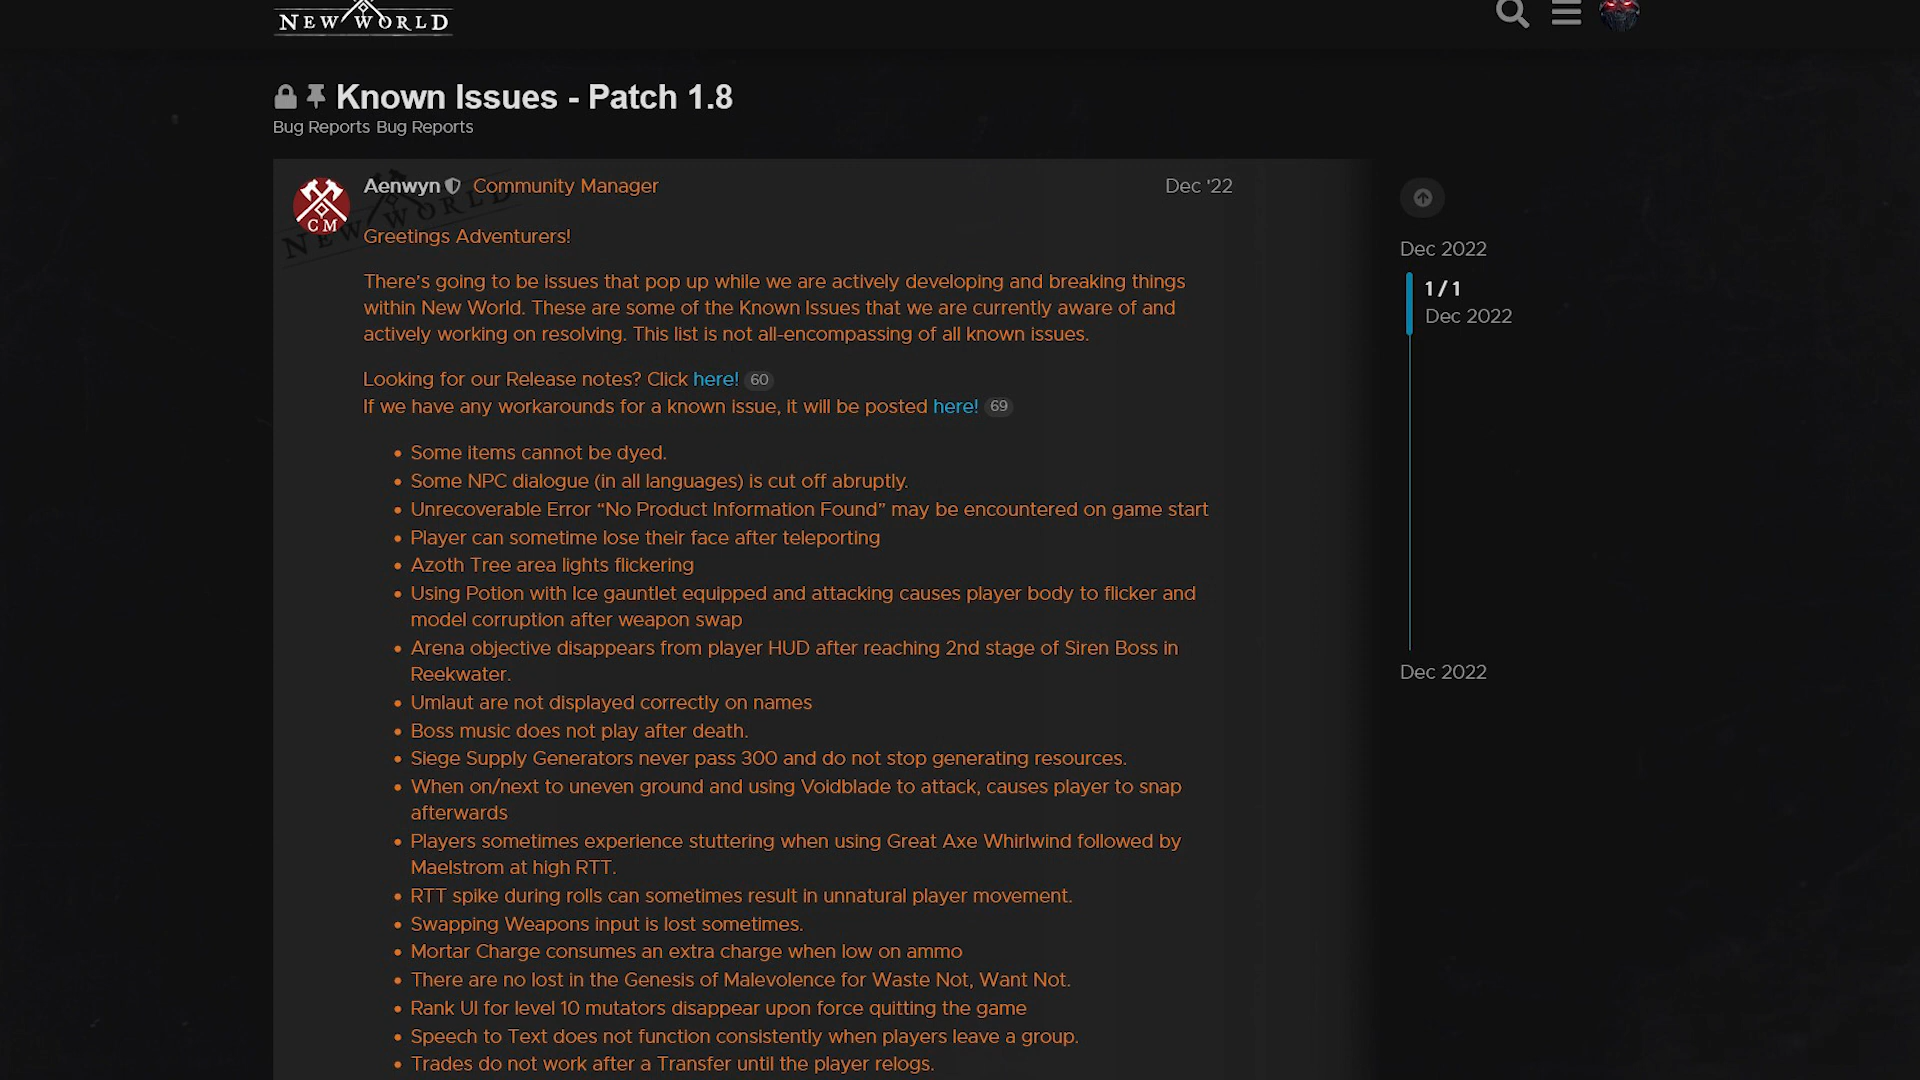 NEW WORLD
Known Issues - Patch 1.8
Bug Reports Bug Reports
Aenwyn Community Manager Dec '22
NEW WORLD
CM
Greetings Adventurers!
There's going to be issues that pop up while we are actively developing and breaking things
within New World. These are some of the Known Issues that we are currently aware of and
actively working on resolving. This list is not all-encompassing of all known issues.
Looking for our Release notes? Click here! 60
If we have any workarounds for a known issue, it will be posted here! 69
• Some items cannot be dyed.
• Some NPC dialogue (in all languages) is cut off abruptly.
• Unrecoverable Error “No Product Information Found” may be encountered on game start
• Player can sometime lose their face after teleporting
• Azoth Tree area lights flickering
• Using Potion with Ice gauntlet equipped and attacking causes player body to flicker and
model corruption after weapon swap
• Arena objective disappears from player HUD after reaching 2nd stage of Siren Boss in
Reekwater.
• Umlaut are not displayed correctly on names
• Boss music does not play after death.
• Siege Supply Generators never pass 300 and do not stop generating resources.
• When on/next to uneven ground and using Voidblade to attack, causes player to snap
afterwards
• Players sometimes experience stuttering when using Great Axe Whirlwind followed by
Maelstrom at high RTT.
• RTT spike during rolls can sometimes result in unnatural player movement.
• Swapping Weapons input is lost sometimes.
• Mortar Charge consumes an extra charge when low on ammo
• There are no lost in the Genesis of Malevolence for Waste Not, Want Not.
• Rank UI for level 10 mutators disappear upon force quitting the game
• Speech to Text does not function consistently when players leave a group.
• Trades do not work after a Transfer until the player relogs.
Dec 2022
1 / 1
Dec 2022
Dec 2022